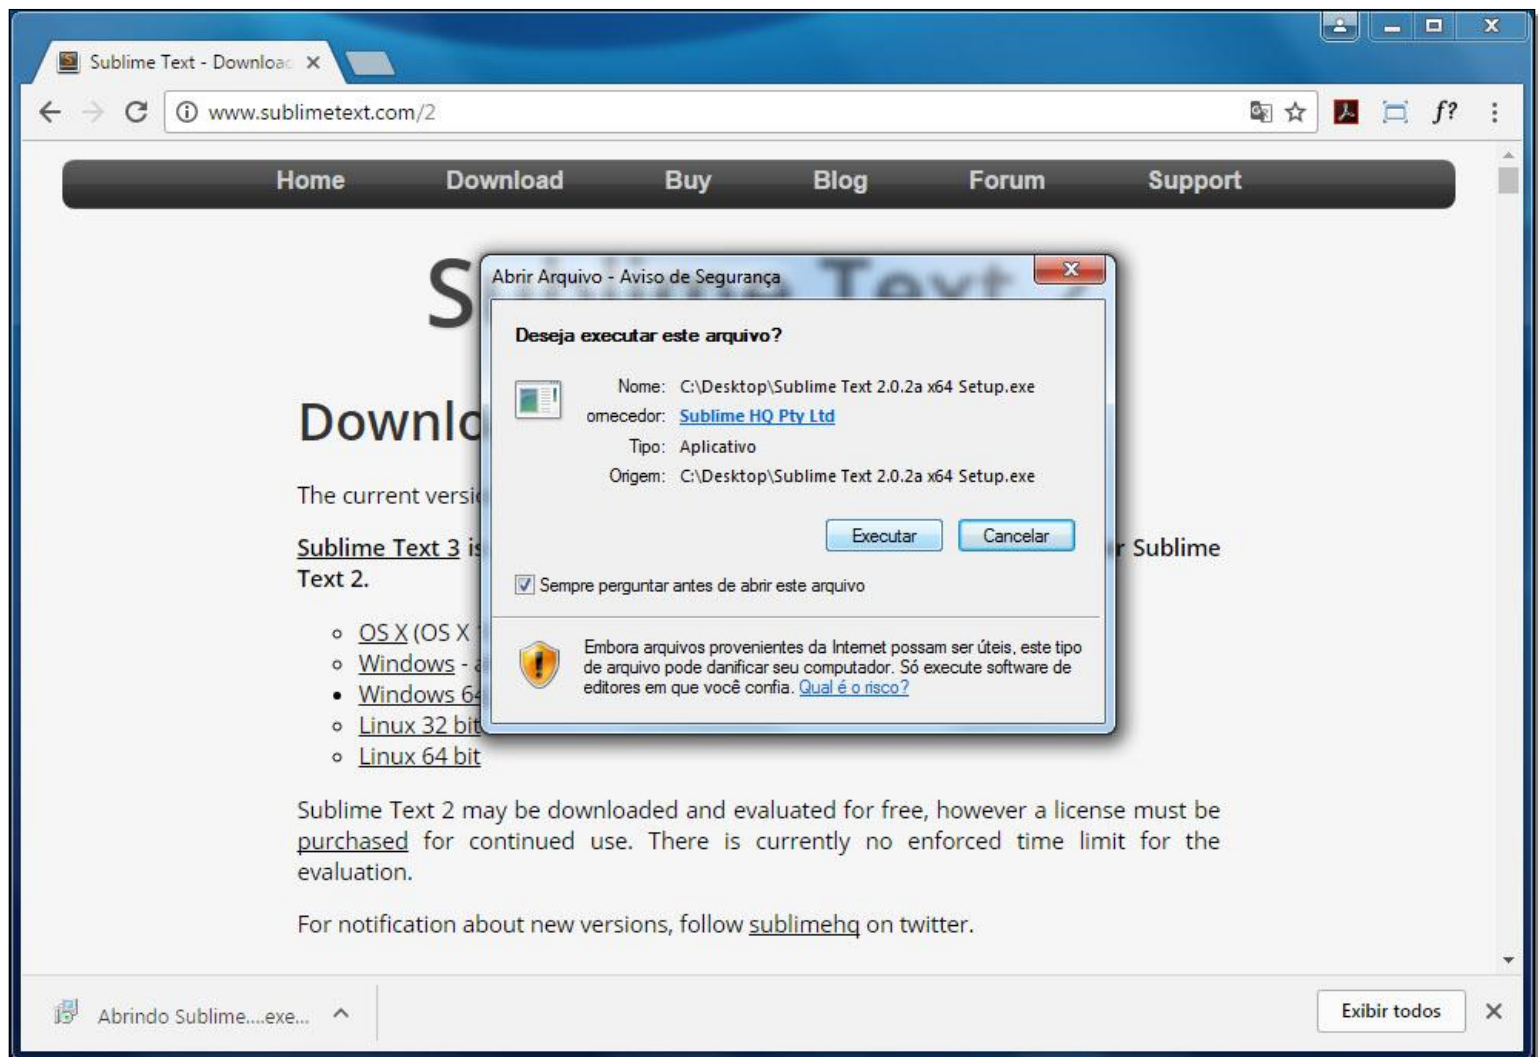 Sublime Text - Downloa
www.sublimetext.com/2
f?
Home Download Buy Blog Forum Support
Abrir Arquivo - Aviso de Segurança
Deseja executar este arquivo?
Nome: C:\Desktop\Sublime Text 2.0.2a x64 Setup.exe
ornecedor: Sublime HQ Pty Ltd
Tipo: Aplicativo
Origem: C:\Desktop\Sublime Text 2.0.2a x64 Setup.exe
Executar Cancelar
Sempre perguntar antes de abrir este arquivo
Embora arquivos provenientes da Internet possam ser úteis, este tipo
de arquivo pode danificar seu computador. Só execute software de
editores em que você confia. Qual é o risco?
The current
Sublime Text 3 is Sublime
Text 2.
OS X (OS X
Windows -
Windows 64
Linux 32 bit
Linux 64 bit
Sublime Text 2 may be downloaded and evaluated for free, however a license must be
purchased for continued use. There is currently no enforced time limit for the
evaluation.
For notification about new versions, follow sublimehq on twitter.
Abrindo Sublime....exe... Exibir todos